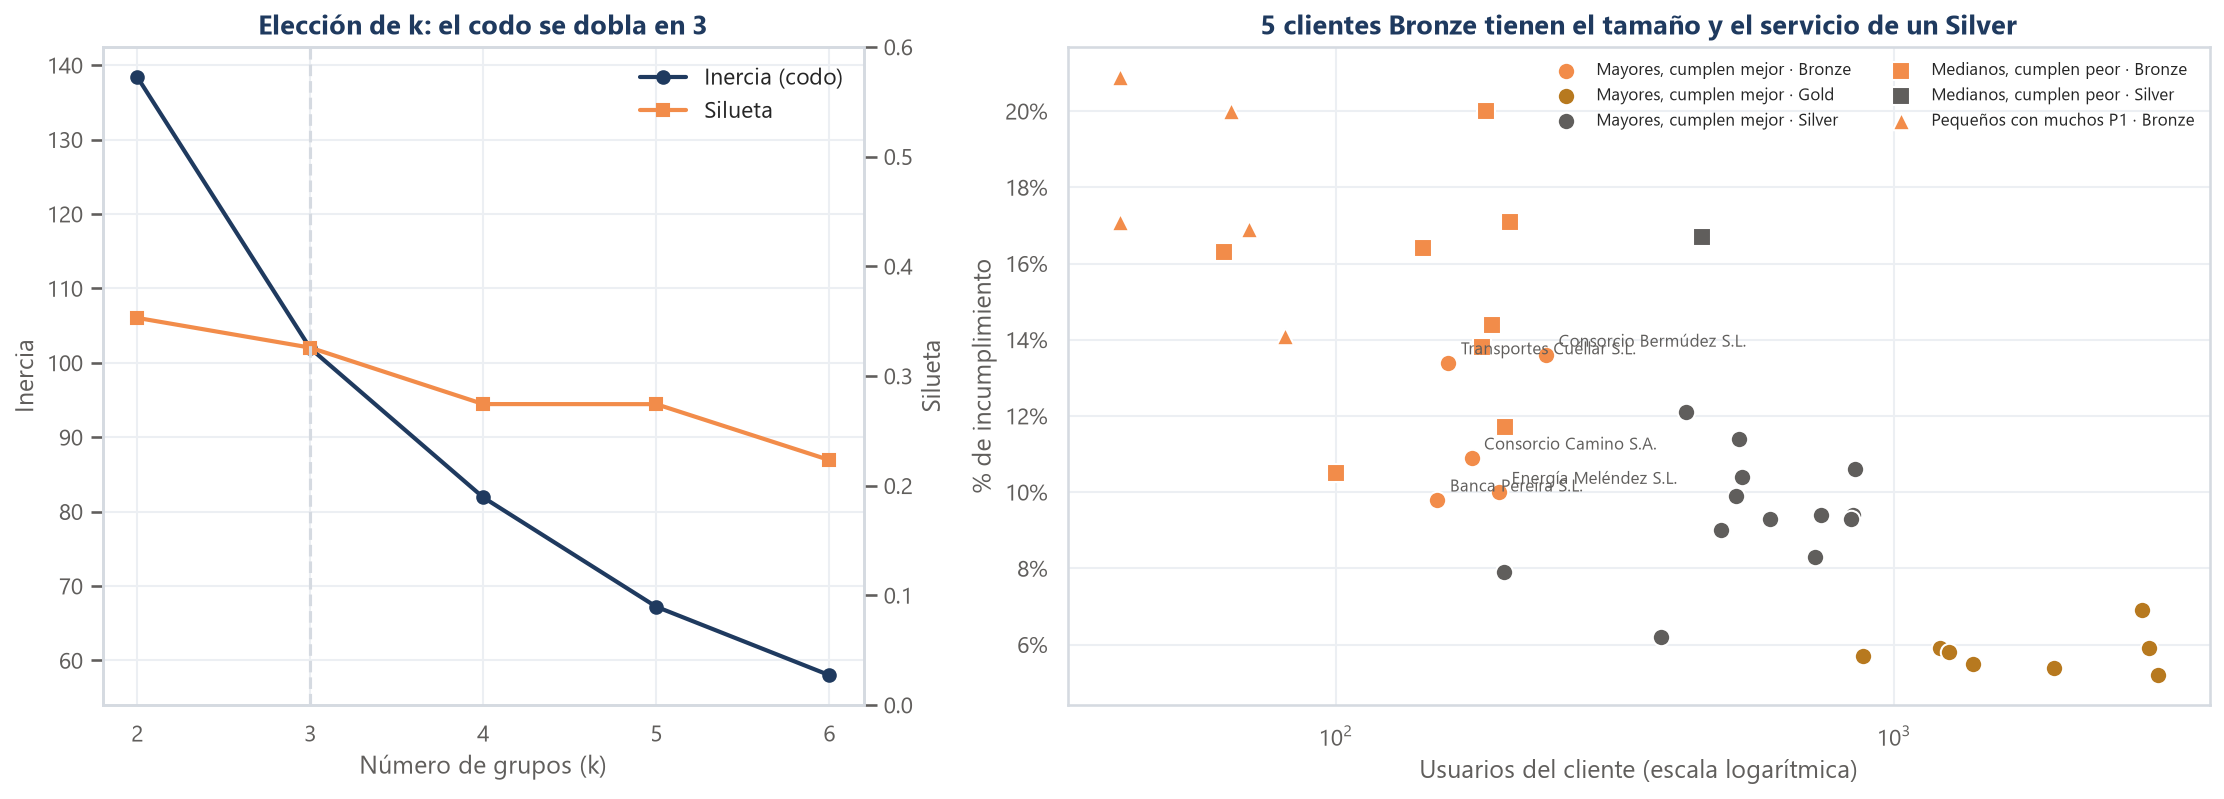 Elección de k: el codo se dobla en 3
Inercia (codo)
Silueta
140
130
120
110
100
90
80
70
60
0.6
0.5
0.4
0.3
0.2
0.1
0.0
Inercia
Silueta
2
3
4
5
6
Número de grupos (k)
5 clientes Bronze tienen el tamaño y el servicio de un Silver
Mayores, cumplen mejor · Bronze
Mayores, cumplen mejor · Gold
Mayores, cumplen mejor · Silver
Medianos, cumplen peor · Bronze
Medianos, cumplen peor · Silver
Pequeños con muchos P1 · Bronze
20%
18%
16%
14%
12%
10%
8%
6%
% de incumplimiento
Consorcio Bermúdez S.L.
Transportes Cuéllar S.L.
Consorcio Camino S.A.
Energía Meléndez S.L.
Banca Pereira S.L.
10²
10³
Usuarios del cliente (escala logarítmica)